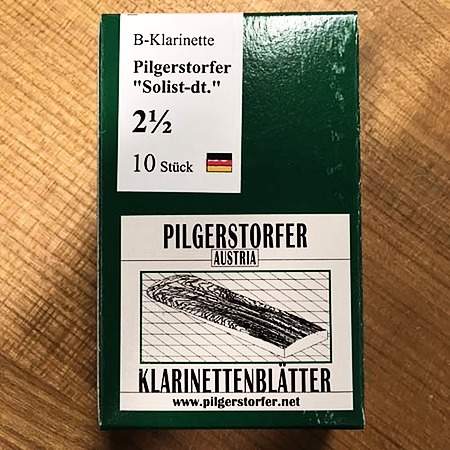 B-Klarinette
Pilgerstorfer
"Solist-dt."
2½
10 Stück
PILGERSTORFER
AUSTRIA
KLARINETTENBLÄTTER
www.pilgerstorfer.net